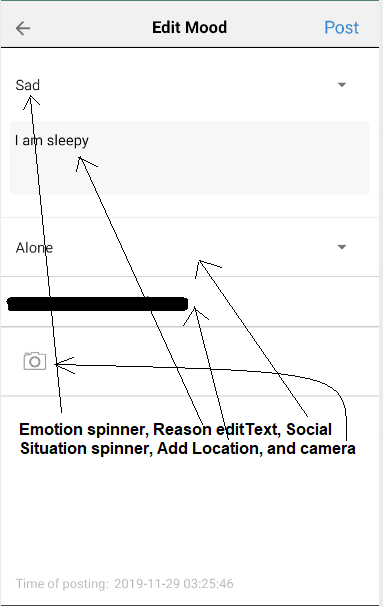 Edit Mood Post
Sad
I am sleepy
Alone
Emotion spinner, Reason editText, Social
Situation spinner, Add Location, and camera
Time of posting: 2019-11-29 03:25:46